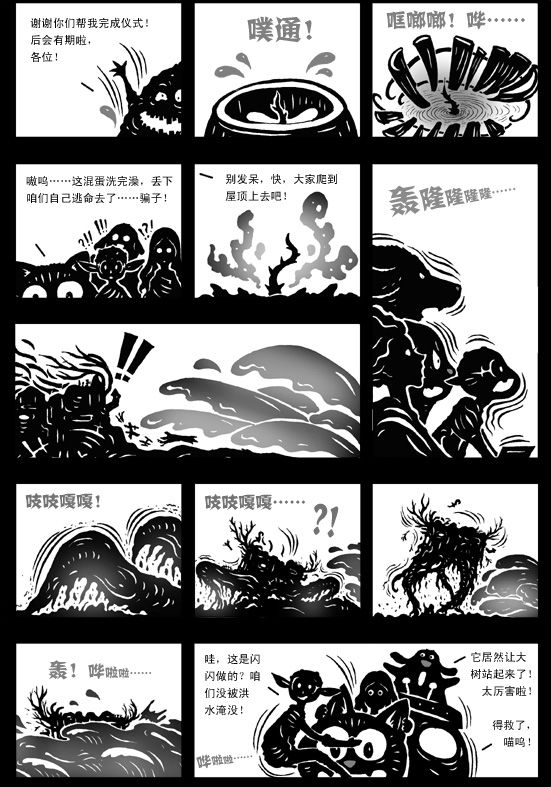 谢谢你们帮我完成仪式！
后会有期啦，
各位！
噗通！
哐啷啷！哗……
嗷呜……这混蛋洗完澡，丢下
咱们自己逃命去了……骗子！
?!!
!!
?!
别发呆，快，大家爬到
屋顶上去吧！
轰隆隆隆隆……
!!
吱吱嘎嘎！
吱吱嘎嘎……
?!
轰！哗啦啦……
哇，这是闪
闪做的？咱
们没被洪
水淹没！
哗啦啦……
它居然让大
树站起来了！
太厉害啦！
得救了，
喵呜！